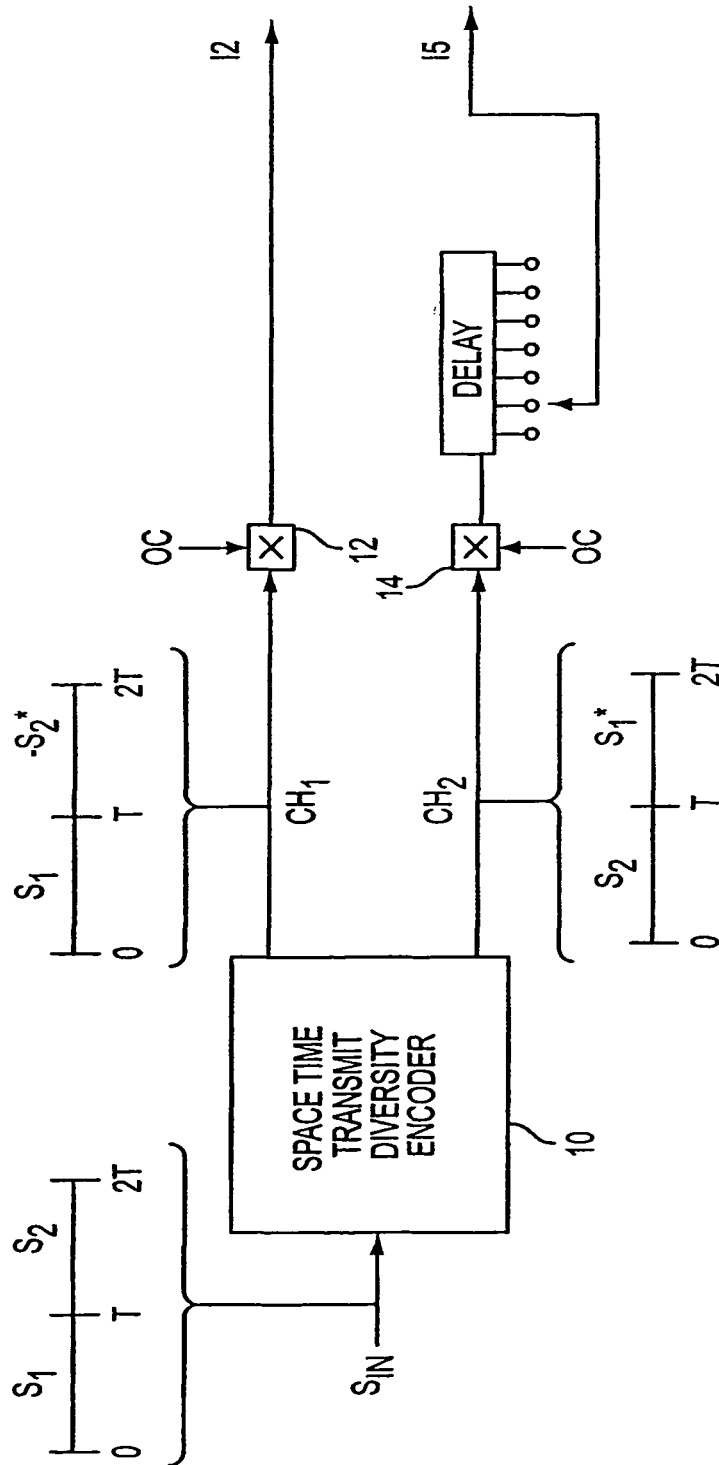 S1 S2
0 T 2T
SIN
SPACE TIME
TRANSMIT
DIVERSITY
ENCODER
10
S1 -S2*
0 T 2T
CH1
OC
X
12
I2
CH2
S2 S1*
0 T 2T
14
X
OC
DELAY
I5